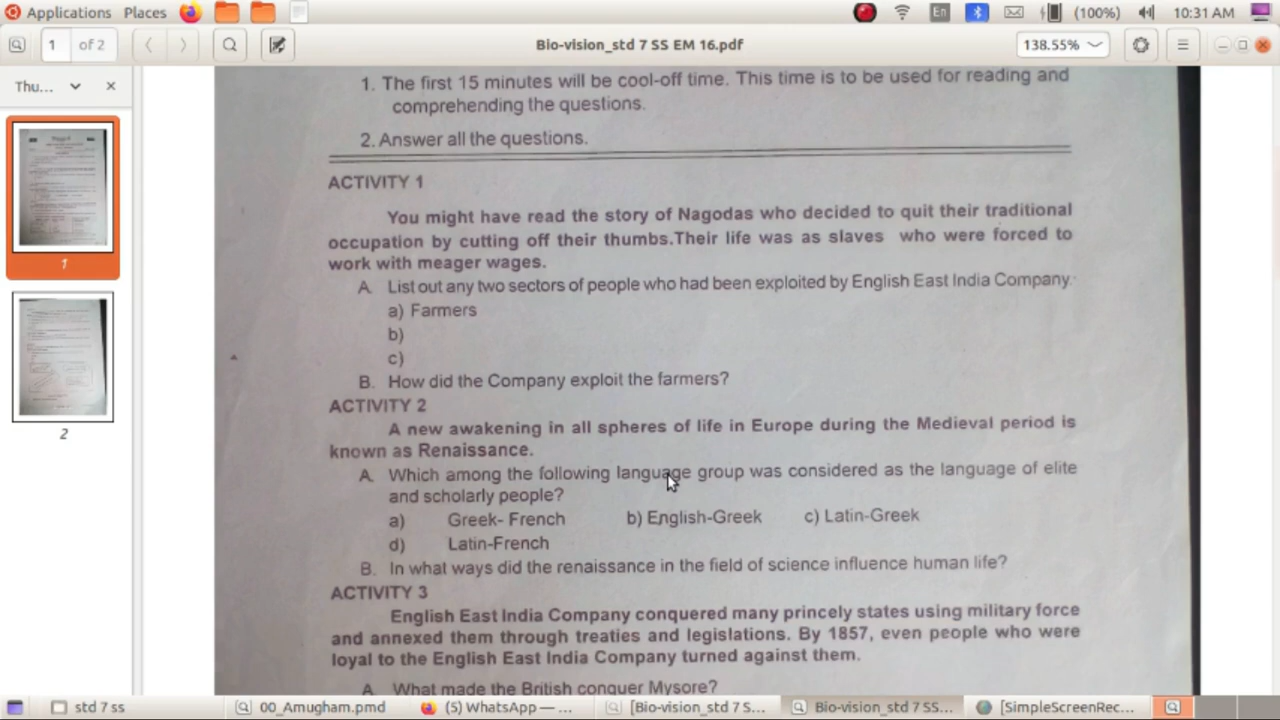 Applications Places En (100%) 10:31 AM
1 of 2 Bio-vision_std 7 SS EM 16.pdf 138.55%
Thu...
1
2
1. The first 15 minutes will be cool-off time. This time is to be used for reading and
comprehending the questions.
2. Answer all the questions.
ACTIVITY 1
You might have read the story of Nagodas who decided to quit their traditional
occupation by cutting off their thumbs.Their life was as slaves who were forced to
work with meager wages.
A. List out any two sectors of people who had been exploited by English East India Company.
a) Farmers
b)
c)
B. How did the Company exploit the farmers?
ACTIVITY 2
A new awakening in all spheres of life in Europe during the Medieval period is
known as Renaissance.
A. Which among the following language group was considered as the language of elite
and scholarly people?
a) Greek- French b) English-Greek c) Latin-Greek
d) Latin-French
B. In what ways did the renaissance in the field of science influence human life?
ACTIVITY 3
English East India Company conquered many princely states using military force
and annexed them through treaties and legislations. By 1857, even people who were
loyal to the English East India Company turned against them.
A. What made the British conquer Mysore?
std 7 ss 00_Amugham.pmd (5) WhatsApp — ... [Bio-vision_std 7 S... Bio-vision_std 7 SS... [SimpleScreenRec...